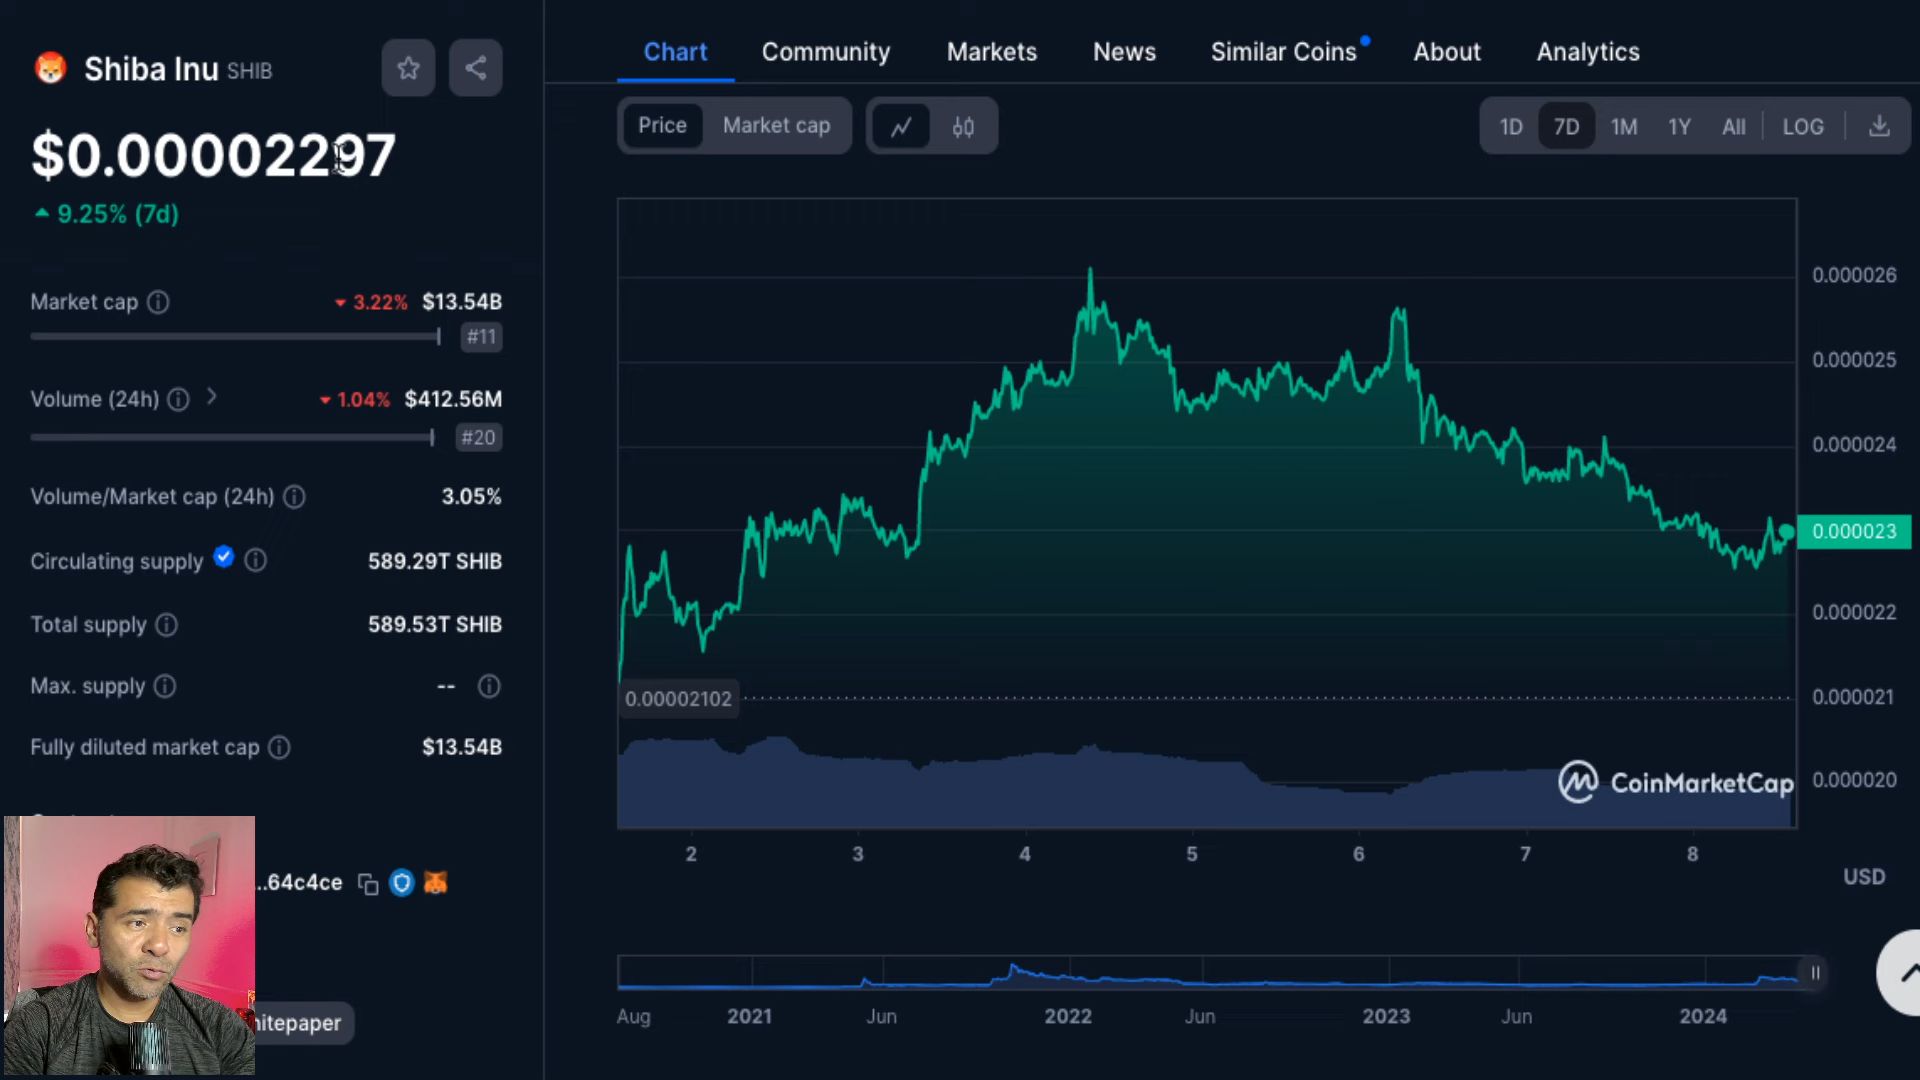 Shiba Inu SHIB
$0.00002297
9.25% (7d)
Market cap 3.22% $13.54B
#11
Volume (24h) 1.04% $412.56M
#20
Volume/Market cap (24h) 3.05%
Circulating supply 589.29T SHIB
Total supply 589.53T SHIB
Max. supply --
Fully diluted market cap $13.54B
..64c4ce
hitepaper
Chart Community Markets News Similar Coins About Analytics
Price Market cap
1D 7D 1M 1Y All LOG
0.000026
0.000025
0.000024
0.000023
0.000022
0.00002102
0.000021
CoinMarketCap
0.000020
2 3 4 5 6 7 8
USD
Aug 2021 Jun 2022 Jun 2023 Jun 2024